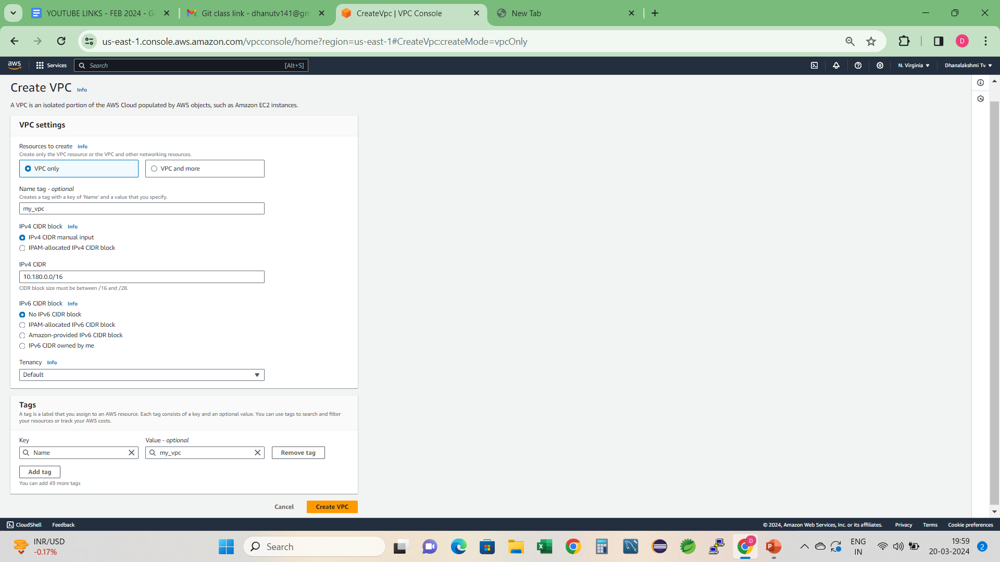 YOUTUBE LINKS - FEB 2024 - G
Git class link - dhanutv141@gm
CreateVpc | VPC Console
New Tab
us-east-1.console.aws.amazon.com/vpcconsole/home?region=us-east-1#CreateVpc:createMode=vpcOnly
D
aws
Services
Search
[Alt+S]
N. Virginia
Dhanalakshmi Tv
Create VPC Info
A VPC is an isolated portion of the AWS Cloud populated by AWS objects, such as Amazon EC2 instances.
VPC settings
Resources to create Info
Create only the VPC resource or the VPC and other networking resources.
VPC only
VPC and more
Name tag - optional
Creates a tag with a key of 'Name' and a value that you specify.
my_vpc
IPv4 CIDR block Info
IPv4 CIDR manual input
IPAM-allocated IPv4 CIDR block
IPv4 CIDR
10.180.0.0/16
CIDR block size must be between /16 and /28.
IPv6 CIDR block Info
No IPv6 CIDR block
IPAM-allocated IPv6 CIDR block
Amazon-provided IPv6 CIDR block
IPv6 CIDR owned by me
Tenancy Info
Default
Tags
A tag is a label that you assign to an AWS resource. Each tag consists of a key and an optional value. You can use tags to search and filter
your resources or track your AWS costs.
Key
Value - optional
Name
my_vpc
Remove tag
Add tag
You can add 49 more tags
Cancel
Create VPC
CloudShell
Feedback
© 2024, Amazon Web Services, Inc. or its affiliates.
Privacy
Terms
Cookie preferences
INR/USD
-0.17%
Search
D
ENG
IN
19:59
20-03-2024
2